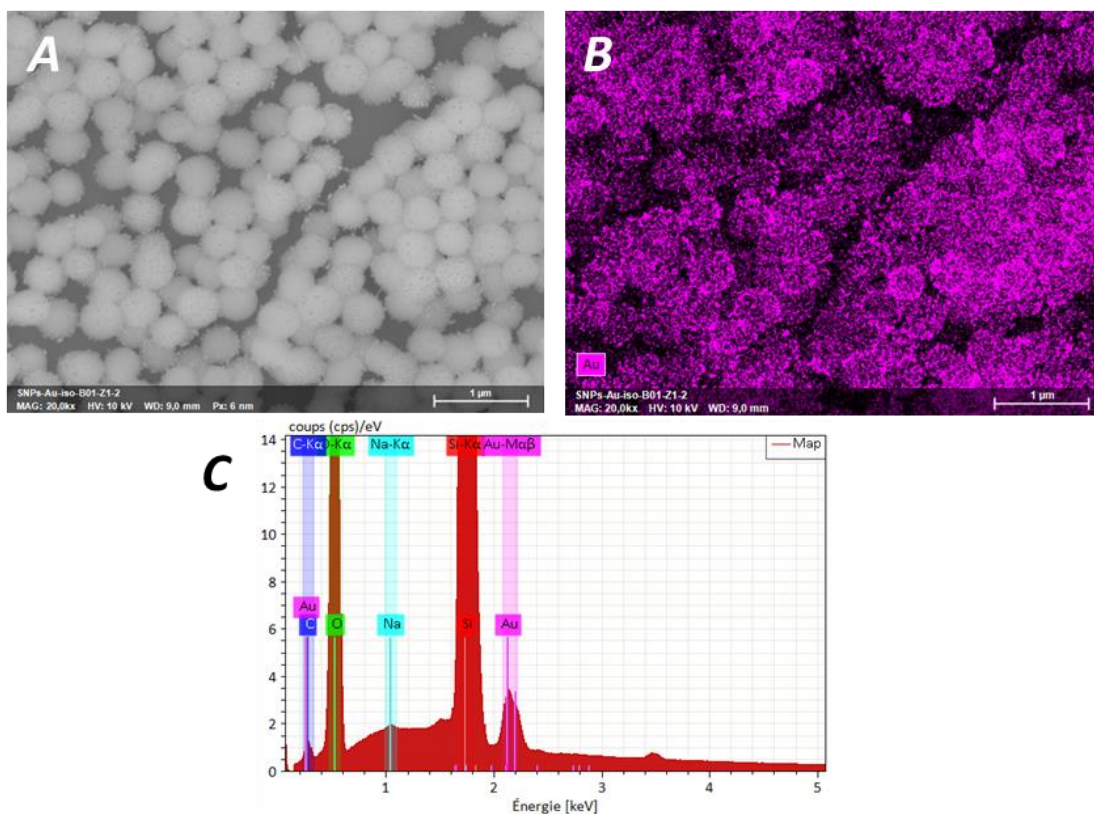 A
SNPs-Au-iso-B01-Z1-2
MAG: 20,0kx HV: 10 kV WD: 9,0 mm Px: 6 nm
1 µm
B
Au
SNPs-Au-iso-B01-Z1-2
MAG: 20,0kx HV: 10 kV WD: 9,0 mm
1 µm
C
coups (cps)/eV
14
12
10
8
6
4
2
0
C-Kα O-Kα Na-Kα Si-Kα Au-Mαβ
Map
Au
C O Na Si Au
1 2 3 4 5
Énergie [keV]